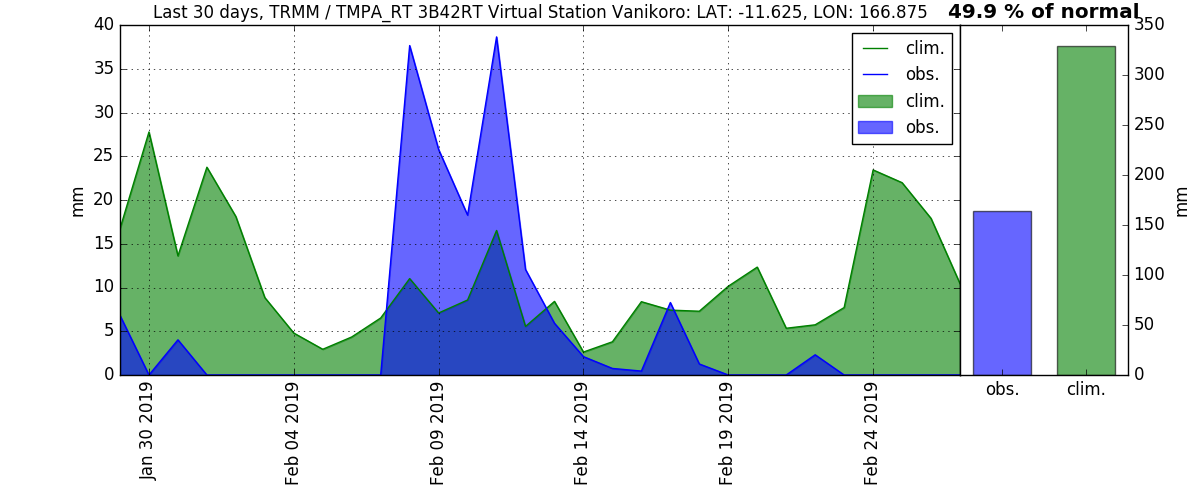 Last 30 days, TRMM / TMPA_RT 3B42RT Virtual Station Vanikoro: LAT: -11.625, LON: 166.875
49.9 % of normal
40
35
30
25
20
15
10
5
0
mm
clim.
obs.
clim.
obs.
Jan 30 2019
Feb 04 2019
Feb 09 2019
Feb 14 2019
Feb 19 2019
Feb 24 2019
350
300
250
200
150
100
50
0
mm
obs.
clim.